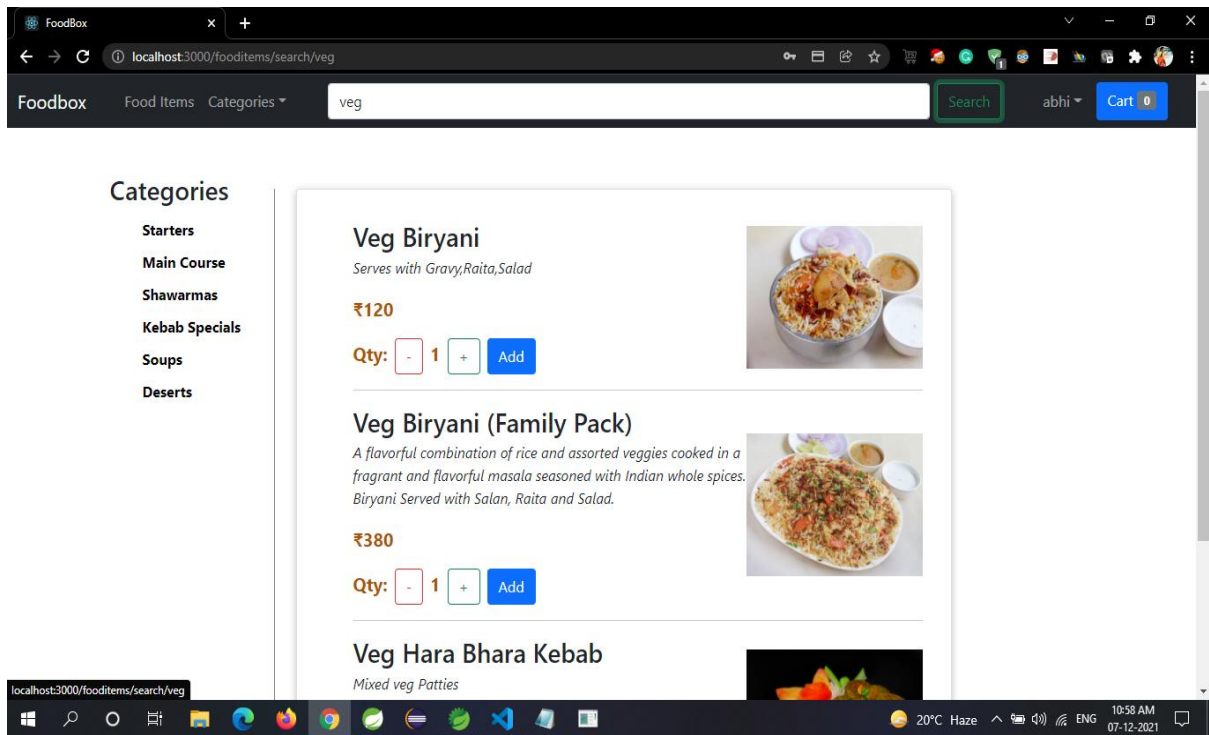 FoodBox
localhost:3000/fooditems/search/veg
1
Foodbox Food Items Categories veg Search abhi Cart 0
Categories
Starters
Main Course
Shawarmas
Kebab Specials
Soups
Deserts
Veg Biryani
Serves with Gravy,Raita,Salad
₹120
Qty: - 1 + Add
Veg Biryani (Family Pack)
A flavorful combination of rice and assorted veggies cooked in a
fragrant and flavorful masala seasoned with Indian whole spices.
Biryani Served with Salan, Raita and Salad.
₹380
Qty: - 1 + Add
Veg Hara Bhara Kebab
Mixed veg Patties
localhost:3000/fooditems/search/veg
20°C Haze ENG 10:58 AM
07-12-2021